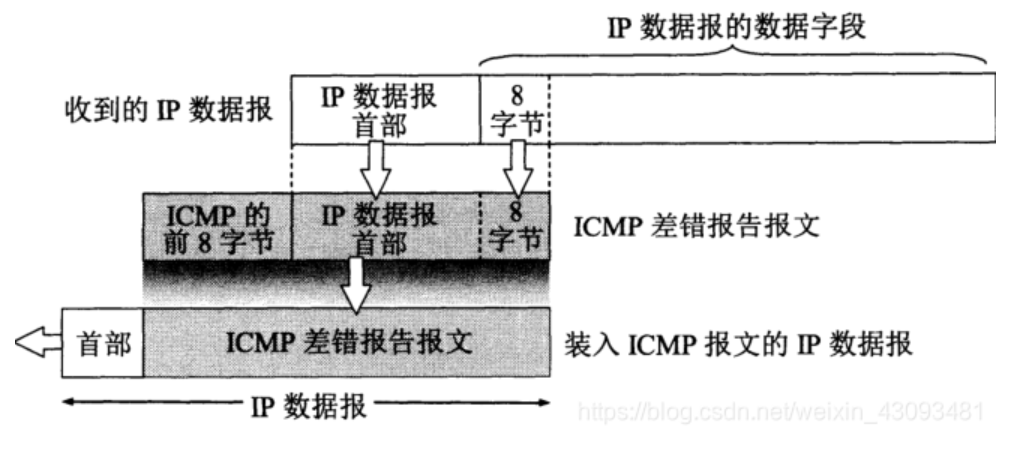 IP 数据报的数据字段
收到的 IP 数据报
IP 数据报
首部
8
字节
ICMP 的
前 8 字节
IP 数据报
首部
8
字节
ICMP 差错报告报文
首部
ICMP 差错报告报文
装入 ICMP 报文的 IP 数据报
IP 数据报
https://blog.csdn.net/weixin_43093481